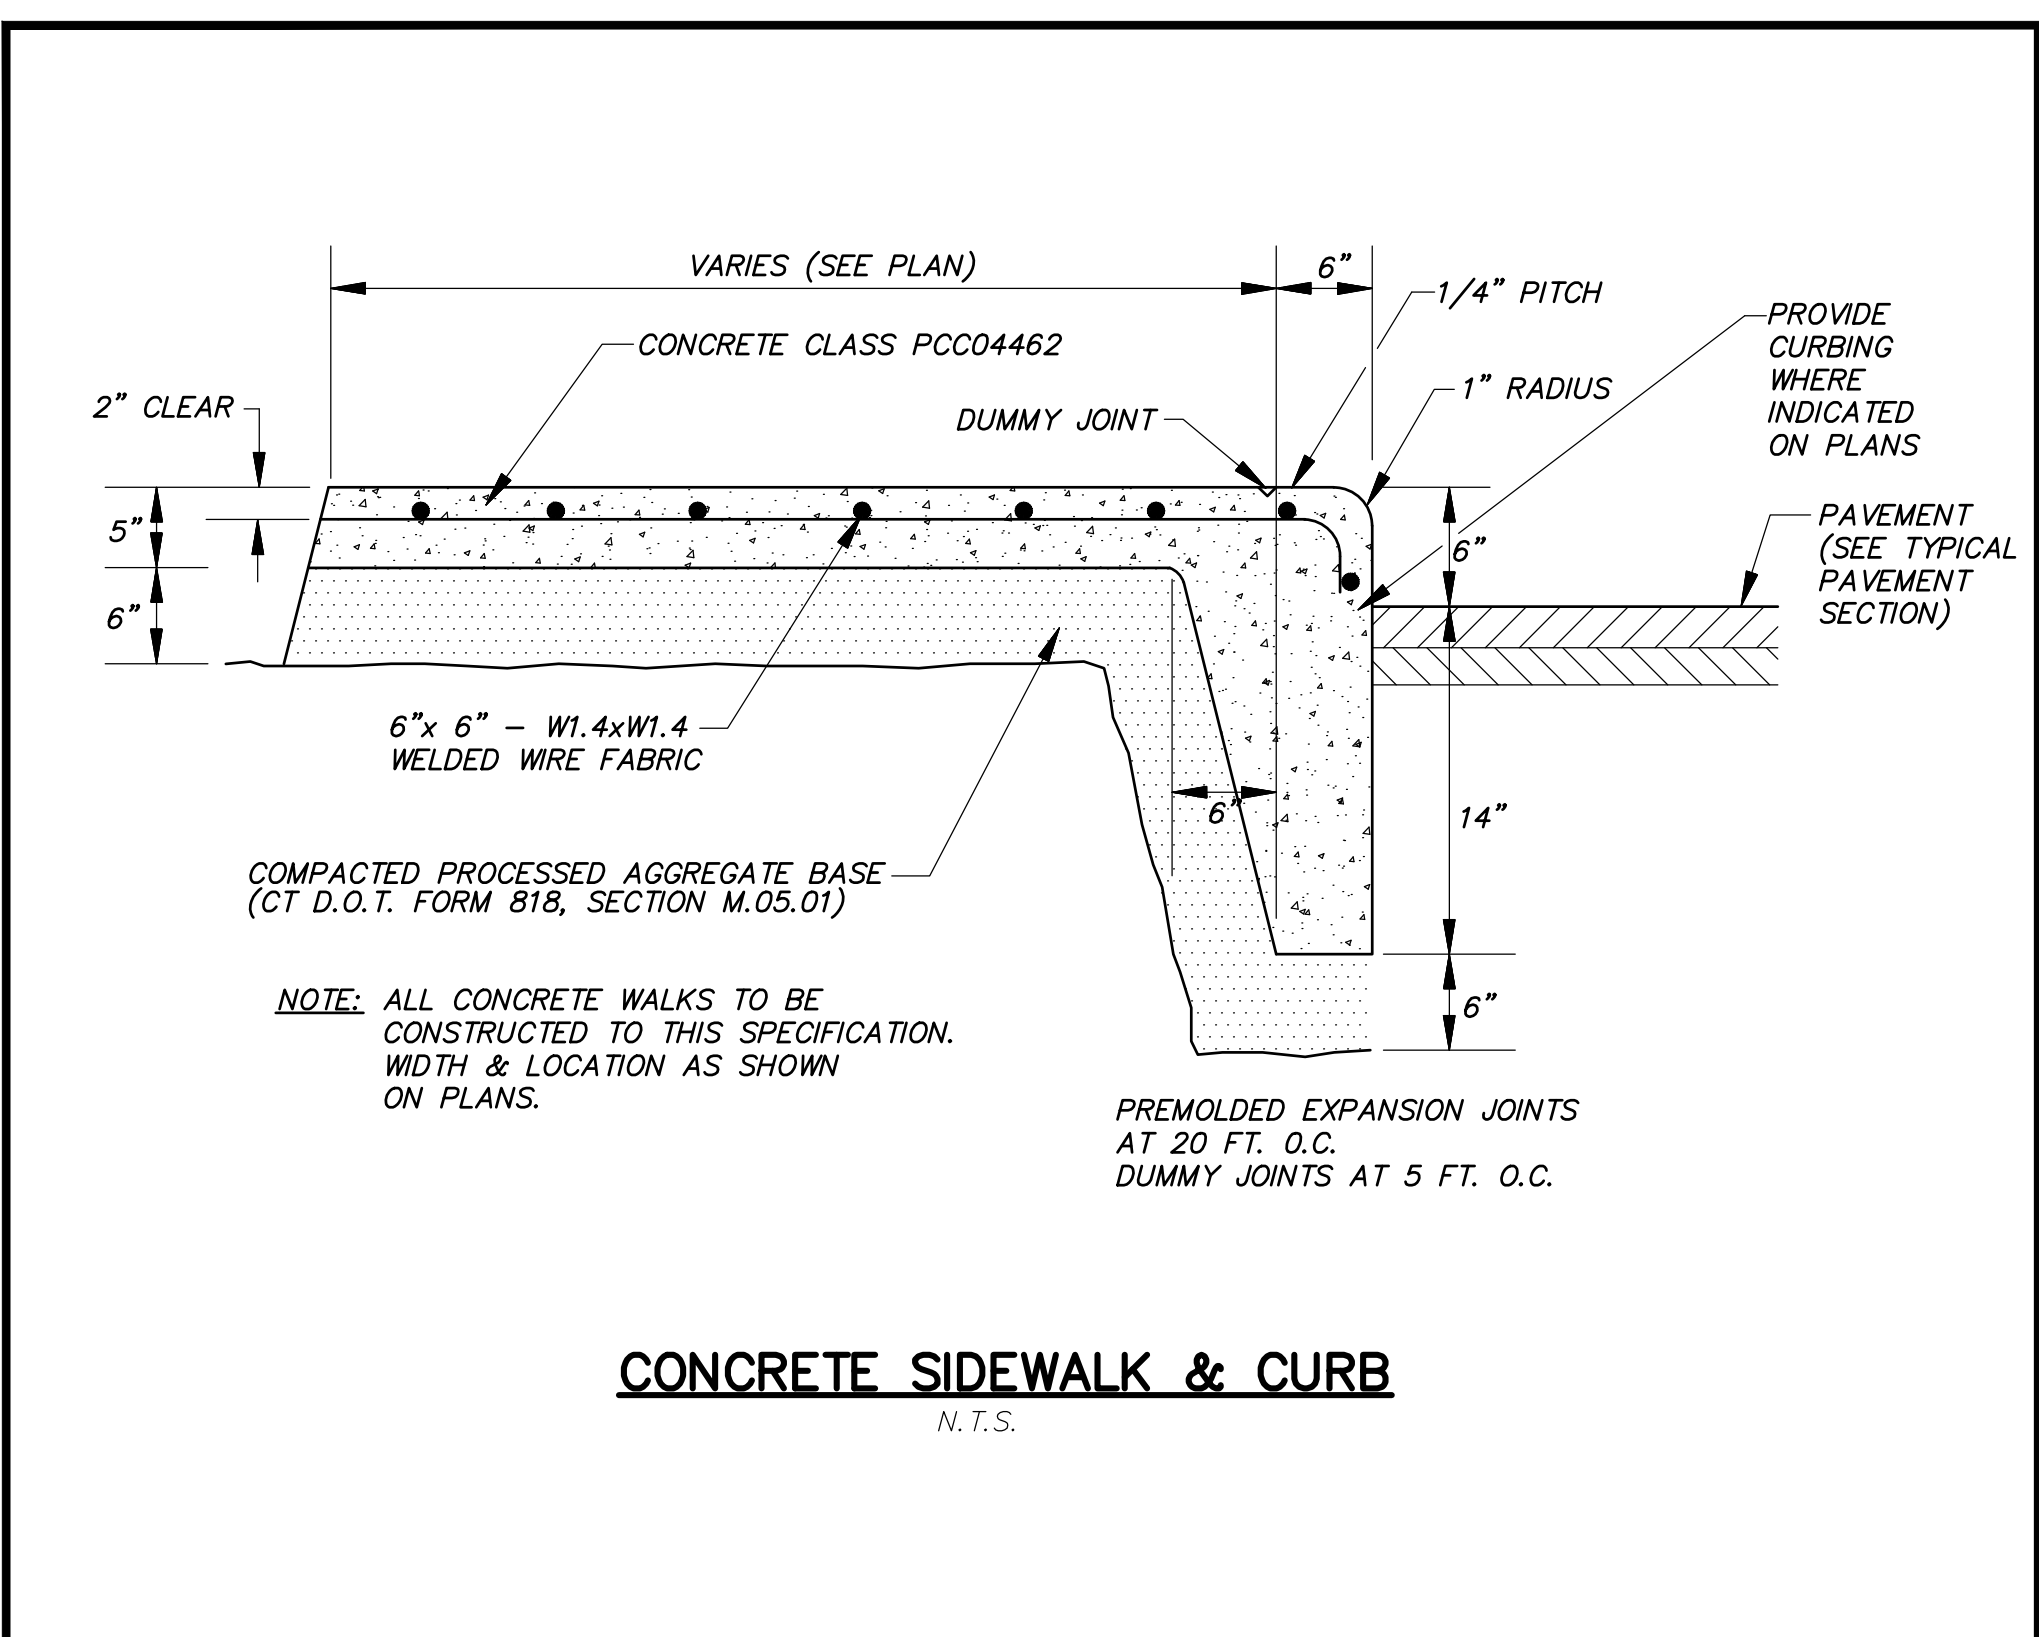 VARIES (SEE PLAN)
6"
1/4" PITCH
PROVIDE
CURBING
WHERE
INDICATED
ON PLANS
CONCRETE CLASS PCC04462
2" CLEAR
DUMMY JOINT
1" RADIUS
5"
6"
6"
PAVEMENT
(SEE TYPICAL
PAVEMENT
SECTION)
6"x 6" - W1.4xW1.4
WELDED WIRE FABRIC
6"
14"
COMPACTED PROCESSED AGGREGATE BASE
(CT D.O.T. FORM 818, SECTION M.05.01)
NOTE: ALL CONCRETE WALKS TO BE
CONSTRUCTED TO THIS SPECIFICATION.
WIDTH & LOCATION AS SHOWN
ON PLANS.
6"
PREMOLDED EXPANSION JOINTS
AT 20 FT. O.C.
DUMMY JOINTS AT 5 FT. O.C.
CONCRETE SIDEWALK & CURB
N.T.S.